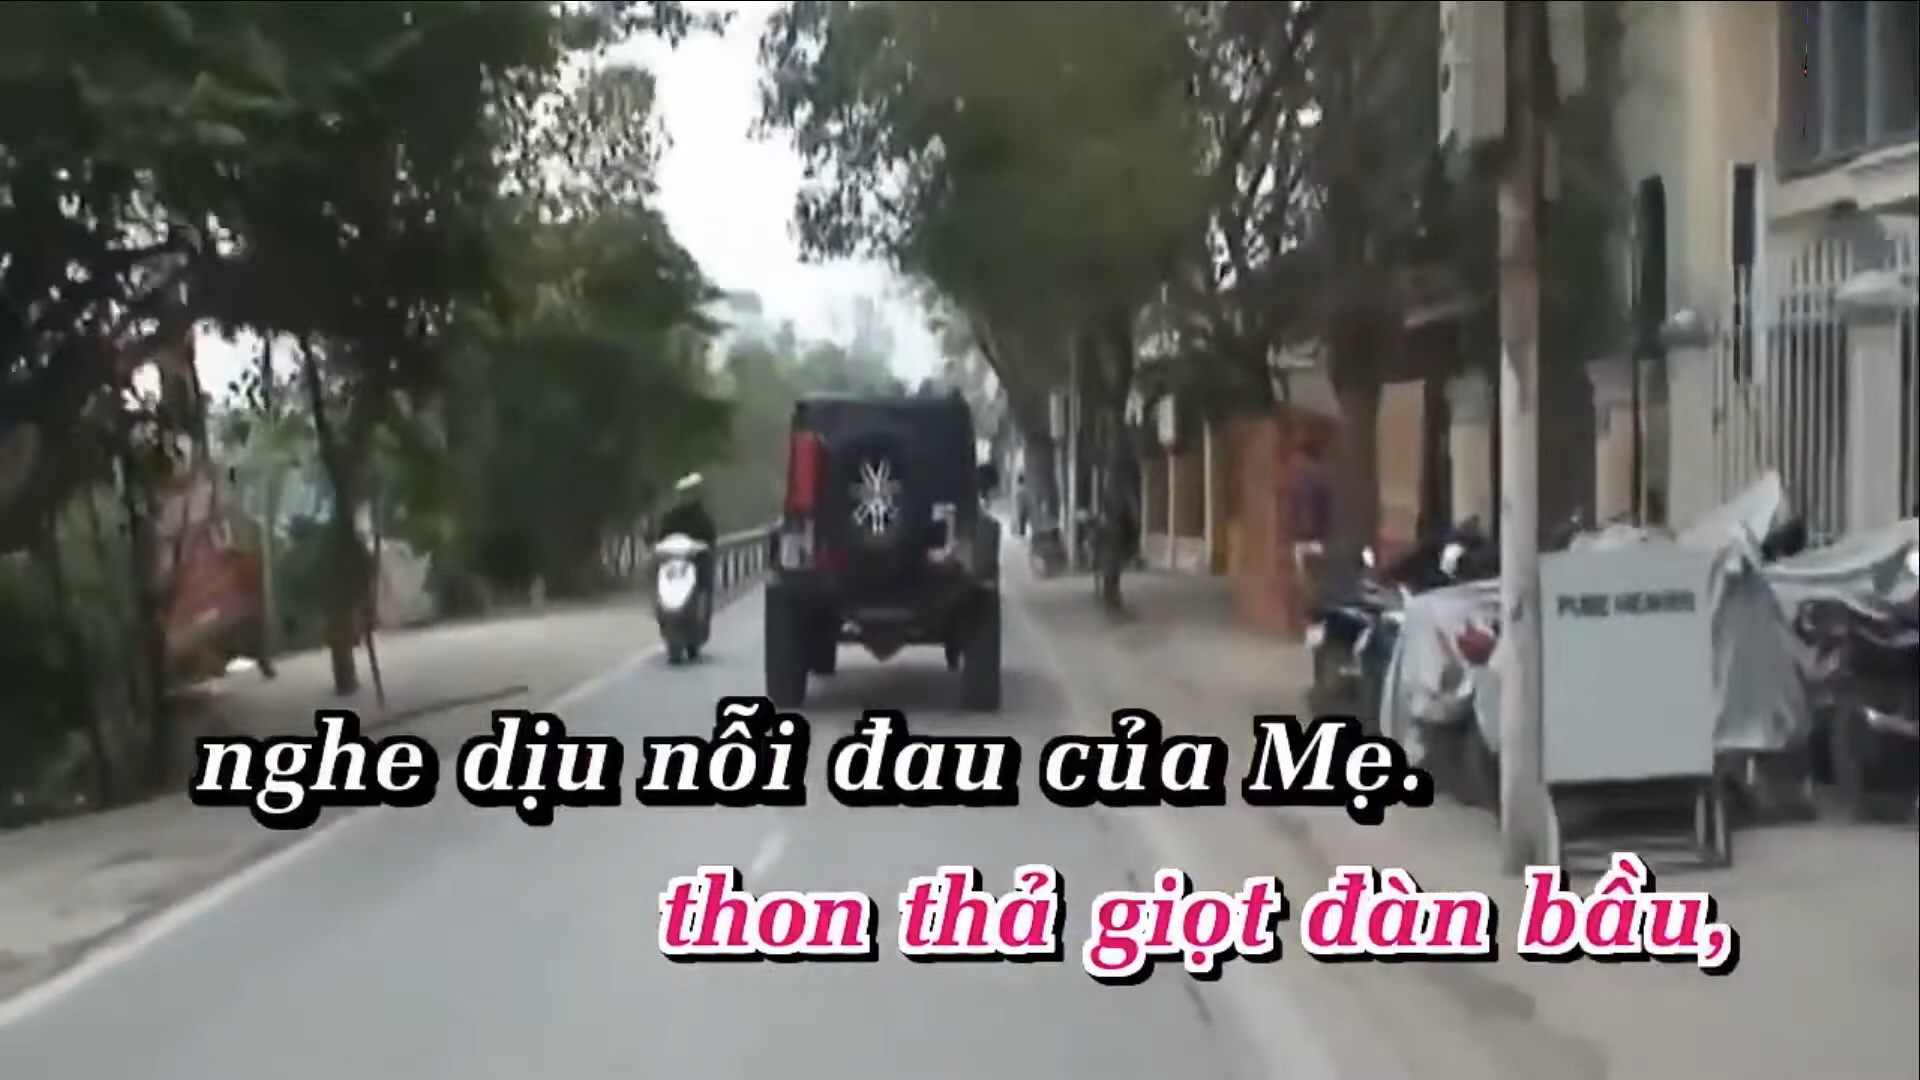 nghe dịu nỗi đau của Mẹ.
thon thả giọt đàn bầu,